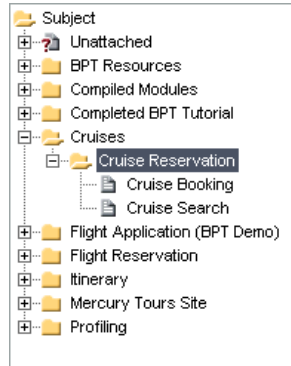 Subject
Unattached
BPT Resources
Compiled Modules
Completed BPT Tutorial
Cruises
Cruise Reservation
Cruise Booking
Cruise Search
Flight Application (BPT Demo)
Flight Reservation
Itinerary
Mercury Tours Site
Profiling